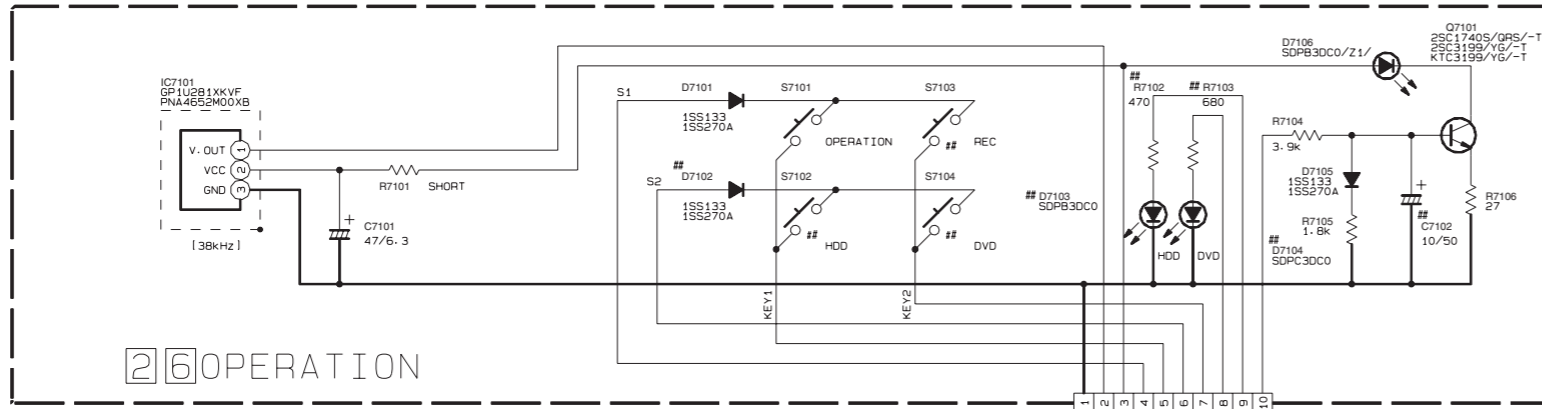 IC7101
GP1U281XKVF
PNA4652M00XB
V.OUT 1
VCC 2
GND 3
[38kHz]
R7101 SHORT
C7101
47/6.3
+
S1
D7101
1SS133
1SS270A
S7101
OPERATION
S7103
## REC
S2
##
D7102
1SS133
1SS270A
S7102
## HDD
S7104
## DVD
KEY1
KEY2
## D7103
SDPB3DC0
##
R7102
470
## R7103
680
HDD DVD
D7106
SDPB3DC0/Z1/
Q7101
2SC1740S/QRS/-T
2SC3199/YG/-T
KTC3199/YG/-T
R7104
3.9k
D7105
1SS133
1SS270A
R7105
1.8k
##
D7104
SDPC3DC0
+
##
C7102
10/50
R7106
27
26 OPERATION
1 2 3 4 5 6 7 8 9 10